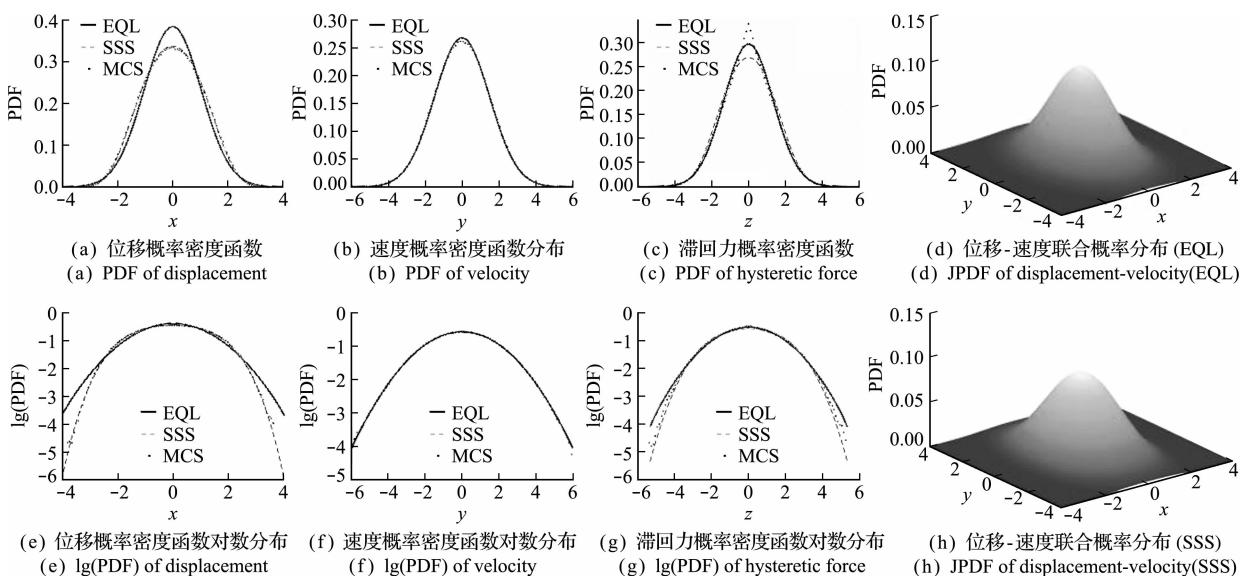 0.4
0.3
0.2
0.1
0.0
PDF
EQL
SSS
MCS
−4 −2 0 2 4
x
(a) 位移概率密度函数
(a) PDF of displacement
0.30
0.25
0.20
0.15
0.10
0.05
0.00
PDF
EQL
SSS
MCS
−6 −4 −2 0 2 4 6
y
(b) 速度概率密度函数分布
(b) PDF of velocity
0.30
0.35
0.20
0.25
0.10
0.15
0.00
0.05
PDF
EQL
SSS
MCS
−6 −4 −2 0 2 4 6
z
(c) 滞回力概率密度函数
(c) PDF of hysteretic force
0.15
0.10
0.05
0.00
PDF
4 2 0 −2 −4
y
−4 −2 0 2 4
x
(d) 位移-速度联合概率分布 (EQL)
(d) JPDF of displacement-velocity(EQL)
0
−1
−2
−3
−4
−5
−6
lg(PDF)
EQL
SSS
MCS
−4 −2 0 2 4
x
(e) 位移概率密度函数对数分布
(e) lg(PDF) of displacement
0
−1
−2
−3
−4
−5
lg(PDF)
EQL
SSS
MCS
−6 −4 −2 0 2 4 6
y
(f) 速度概率密度函数对数分布
(f) lg(PDF) of velocity
0
−1
−2
−3
−4
−5
−6
lg(PDF)
EQL
SSS
MCS
−6 −4 −2 0 2 4 6
z
(g) 滞回力概率密度函数对数分布
(g) lg(PDF) of hysteretic force
0.15
0.10
0.05
0.00
PDF
4 2 0 −2 −4
y
−4 −2 0 2 4
x
(h) 位移-速度联合概率分布 (SSS)
(h) JPDF of displacement-velocity(SSS)